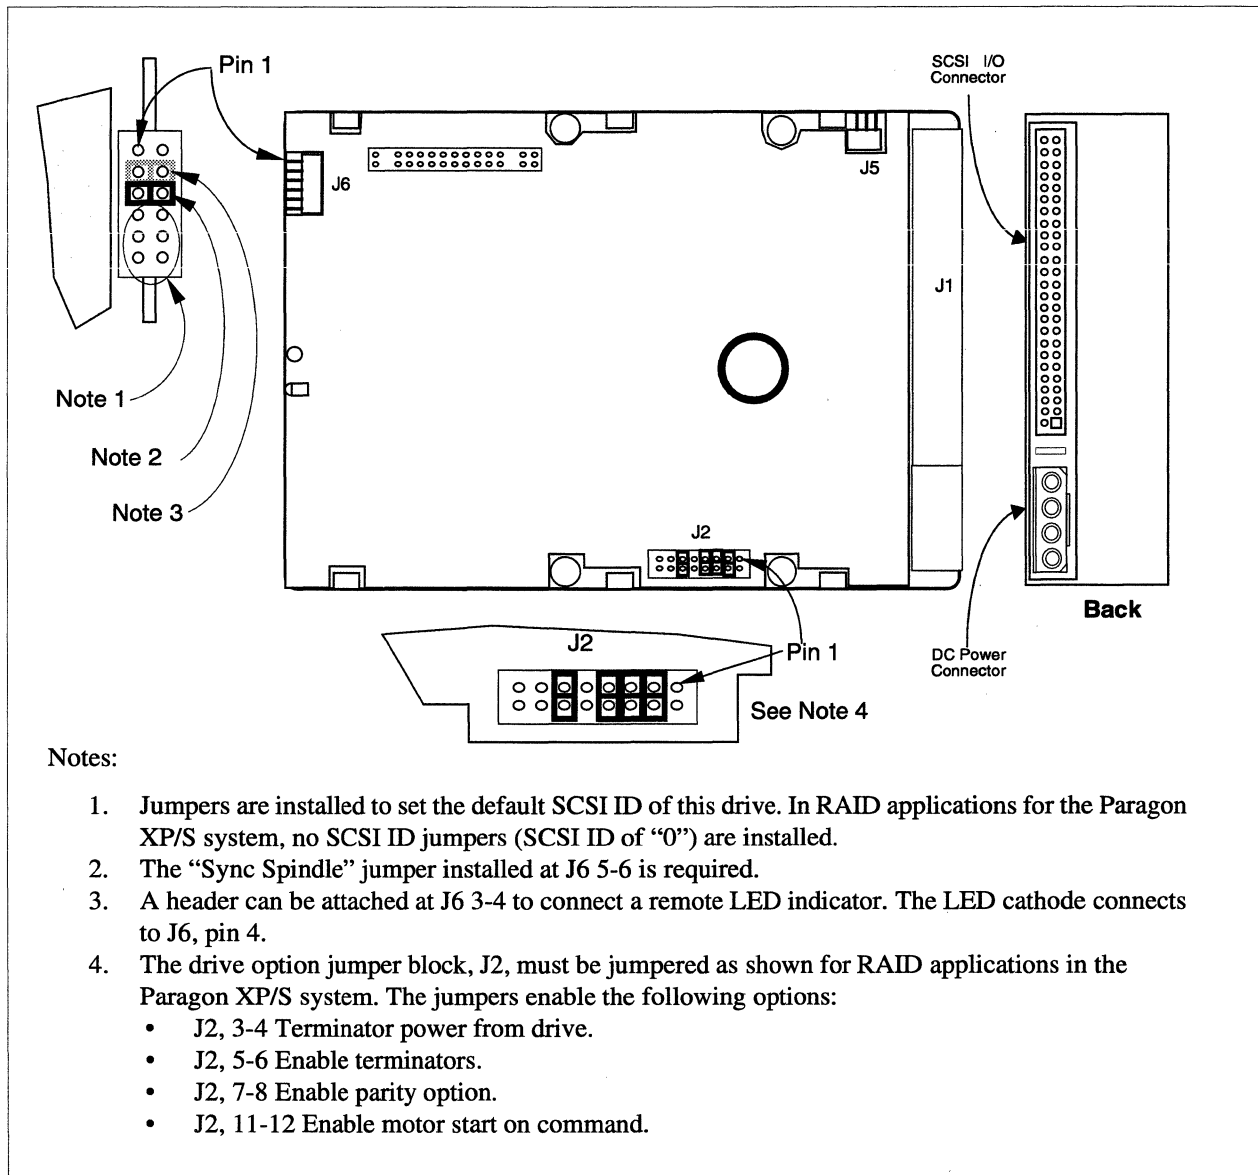 Pin 1
SCSI I/O
Connector
J6
J5
J1
Note 1
Note 2
Note 3
J2
Back
J2
Pin 1
DC Power
Connector
See Note 4
Notes:
1. Jumpers are installed to set the default SCSI ID of this drive. In RAID applications for the Paragon
XP/S system, no SCSI ID jumpers (SCSI ID of “0”) are installed.
2. The “Sync Spindle” jumper installed at J6 5-6 is required.
3. A header can be attached at J6 3-4 to connect a remote LED indicator. The LED cathode connects
to J6, pin 4.
4. The drive option jumper block, J2, must be jumpered as shown for RAID applications in the
Paragon XP/S system. The jumpers enable the following options:
• J2, 3-4 Terminator power from drive.
• J2, 5-6 Enable terminators.
• J2, 7-8 Enable parity option.
• J2, 11-12 Enable motor start on command.